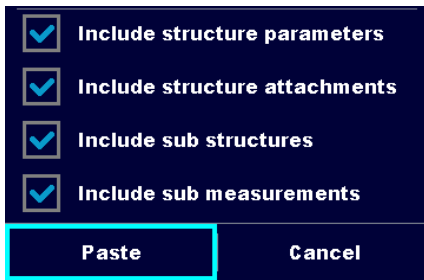 Include structure parameters
Include structure attachments
Include sub structures
Include sub measurements
Paste Cancel